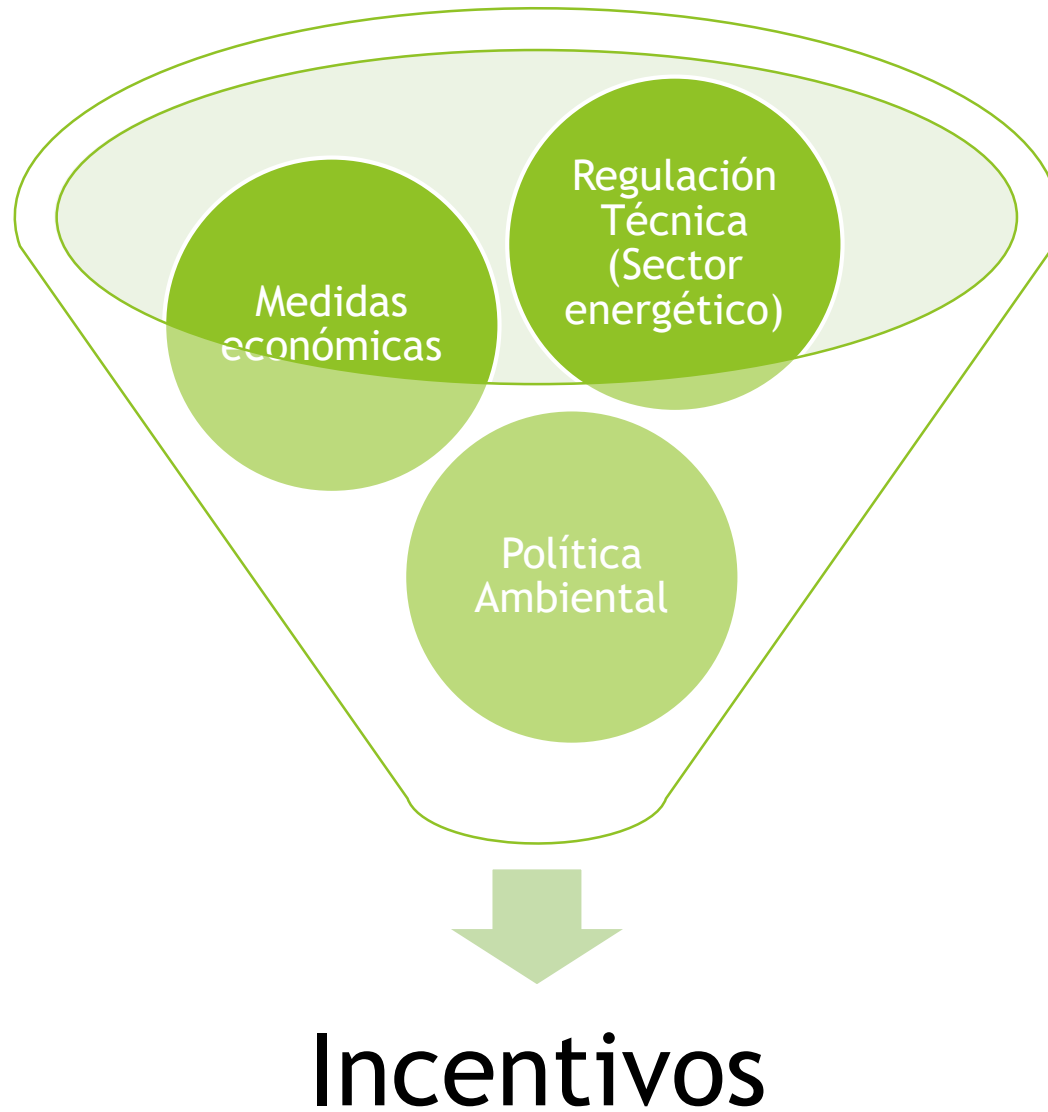 Regulación
Técnica
(Sector
energético)
Medidas
económicas
Política
Ambiental
Incentivos